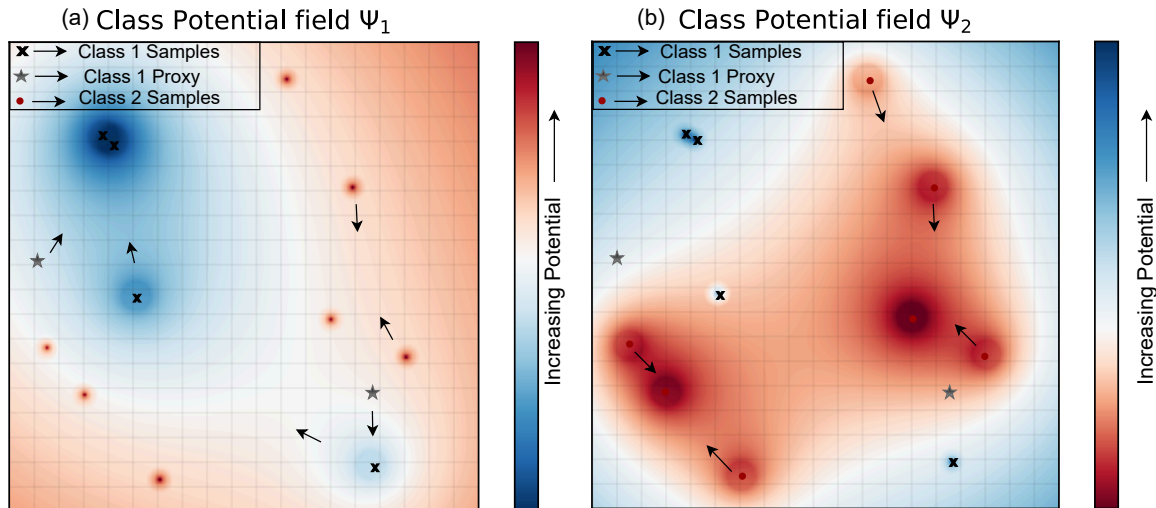 (a) Class Potential field Ψ₁
Class 1 Samples
Class 1 Proxy
Class 2 Samples
Increasing Potential
(b) Class Potential field Ψ₂
Class 1 Samples
Class 1 Proxy
Class 2 Samples
Increasing Potential